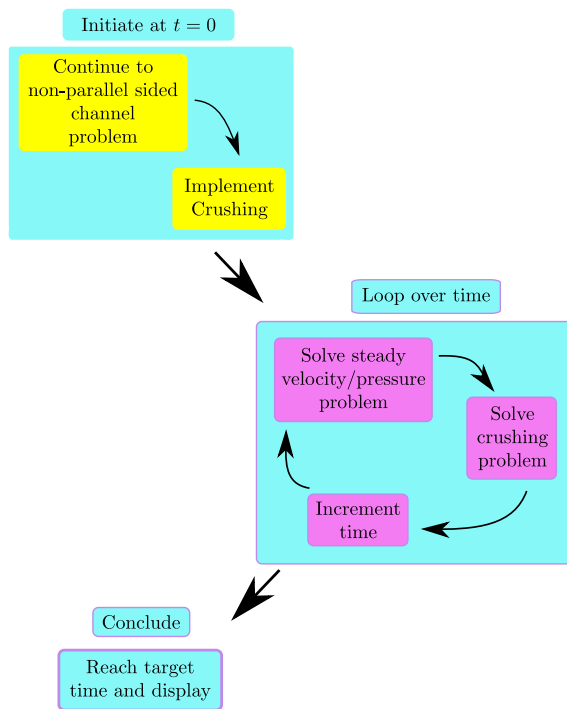 Initiate at t = 0
Continue to
non-parallel sided
channel
problem
Implement
Crushing
Loop over time
Solve steady
velocity/pressure
problem
Solve
crushing
problem
Increment
time
Conclude
Reach target
time and display